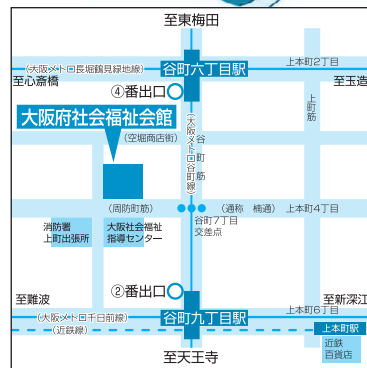 至東梅田
上本町2丁目
(大阪メトロ長堀鶴見緑地線)
谷町六丁目駅
至心斎橋
至玉造
④番出口
上町筋
大阪府社会福祉会館
(空堀商店街)
谷町筋
(大阪メトロ谷町線)
(周防町筋)
(通称 楠通)
上本町4丁目
谷町7丁目
交差点
消防署
上町出張所
大阪社会福祉
指導センター
②番出口
至難波
至新深江
上本町6丁目
(大阪メトロ千日前線)
谷町九丁目駅
(近鉄線)
上本町駅
近鉄
百貨店
至天王寺